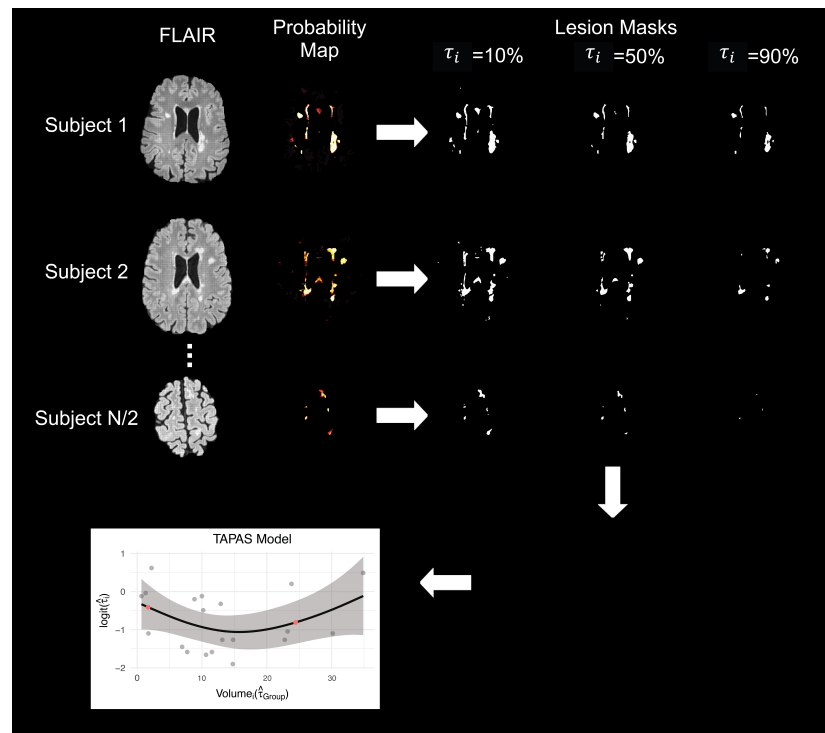 FLAIR
Probability
Map
Lesion Masks
τᵢ =10%
τᵢ =50%
τᵢ =90%
Subject 1
Subject 2
Subject N/2
TAPAS Model
logit(τ̂ᵢ)
1
0
−1
−2
0 10 20 30
Volumeᵢ(τ̂Group)